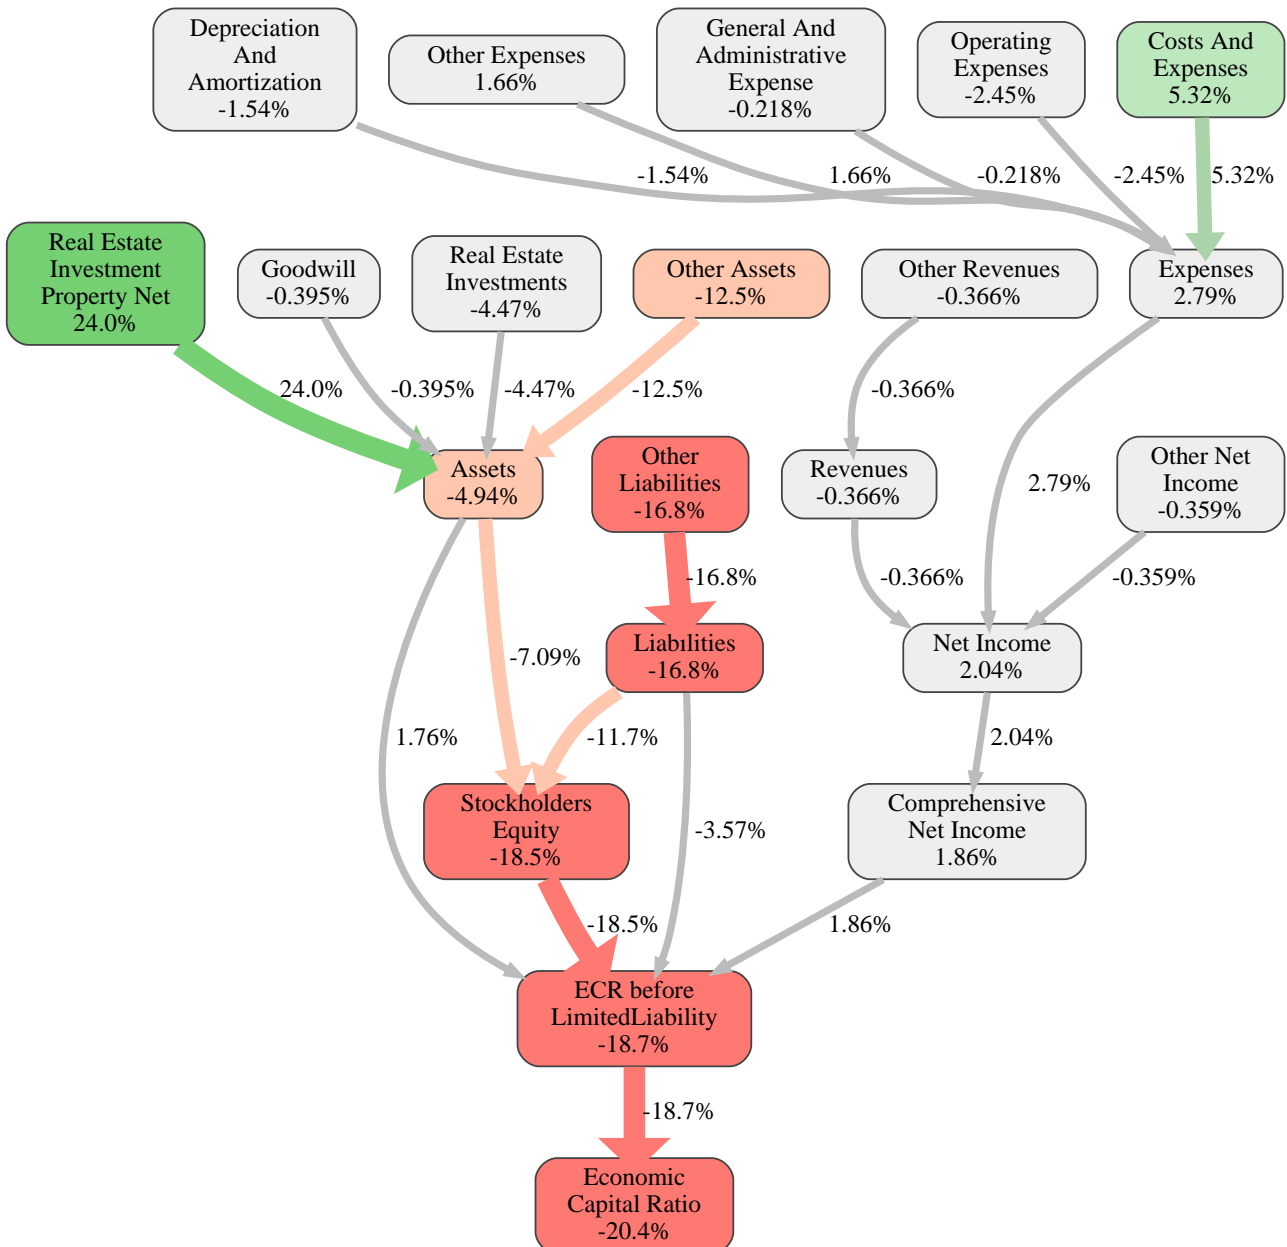 Depreciation
And
Amortization
-1.54%
Other Expenses
1.66%
General And
Administrative
Expense
-0.218%
Operating
Expenses
-2.45%
Costs And
Expenses
5.32%
-1.54%
1.66%
-0.218%
-2.45%
5.32%
Real Estate
Investment
Property Net
24.0%
Goodwill
-0.395%
Real Estate
Investments
-4.47%
Other Assets
-12.5%
Other Revenues
-0.366%
Expenses
2.79%
24.0%
-0.395%
-4.47%
-12.5%
-0.366%
Assets
-4.94%
Other
Liabilities
-16.8%
Revenues
-0.366%
2.79%
Other Net
Income
-0.359%
-16.8%
-0.366%
-0.359%
-7.09%
Liabilities
-16.8%
Net Income
2.04%
1.76%
-11.7%
2.04%
Stockholders
Equity
-18.5%
-3.57%
Comprehensive
Net Income
1.86%
-18.5%
1.86%
ECR before
LimitedLiability
-18.7%
-18.7%
Economic
Capital Ratio
-20.4%